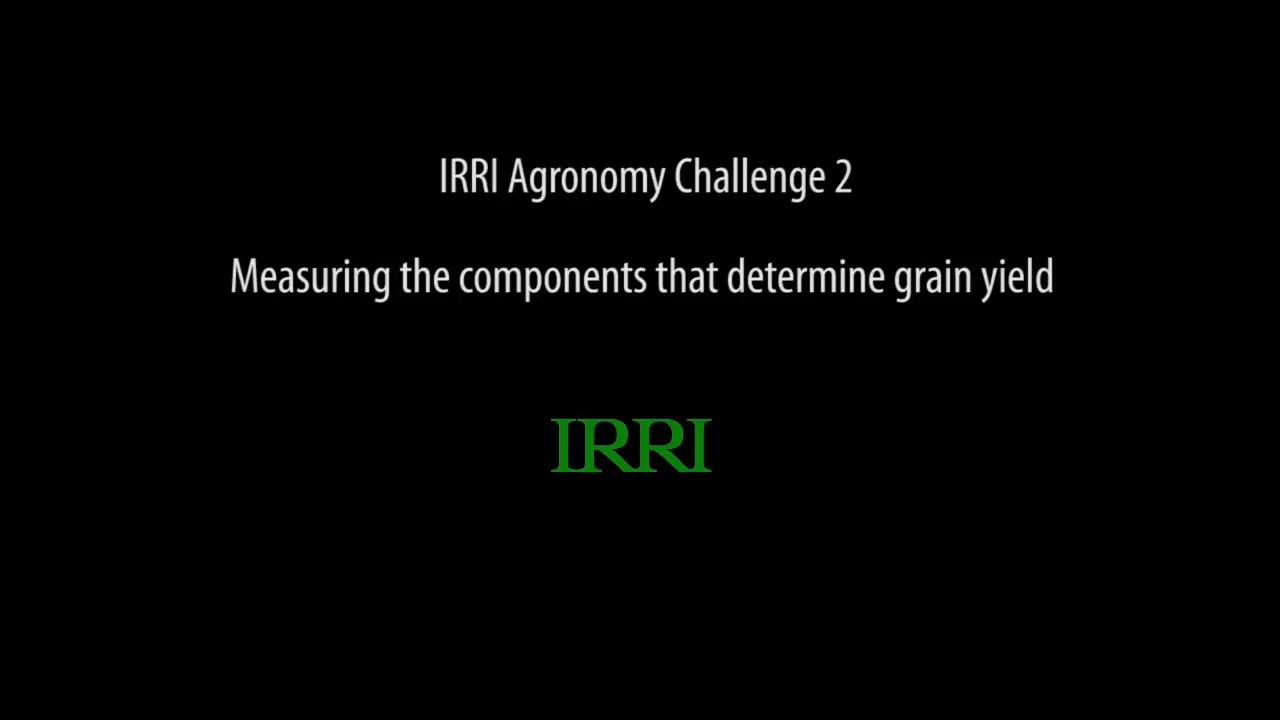 IRRI Agronomy Challenge 2
Measuring the components that determine grain yield
IRRI